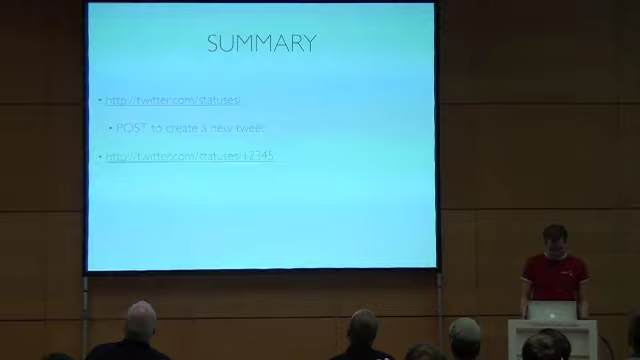 SUMMARY
• http://twitter.com/statuses/
• POST to create a new tweet
• http://twitter.com/statuses/12345